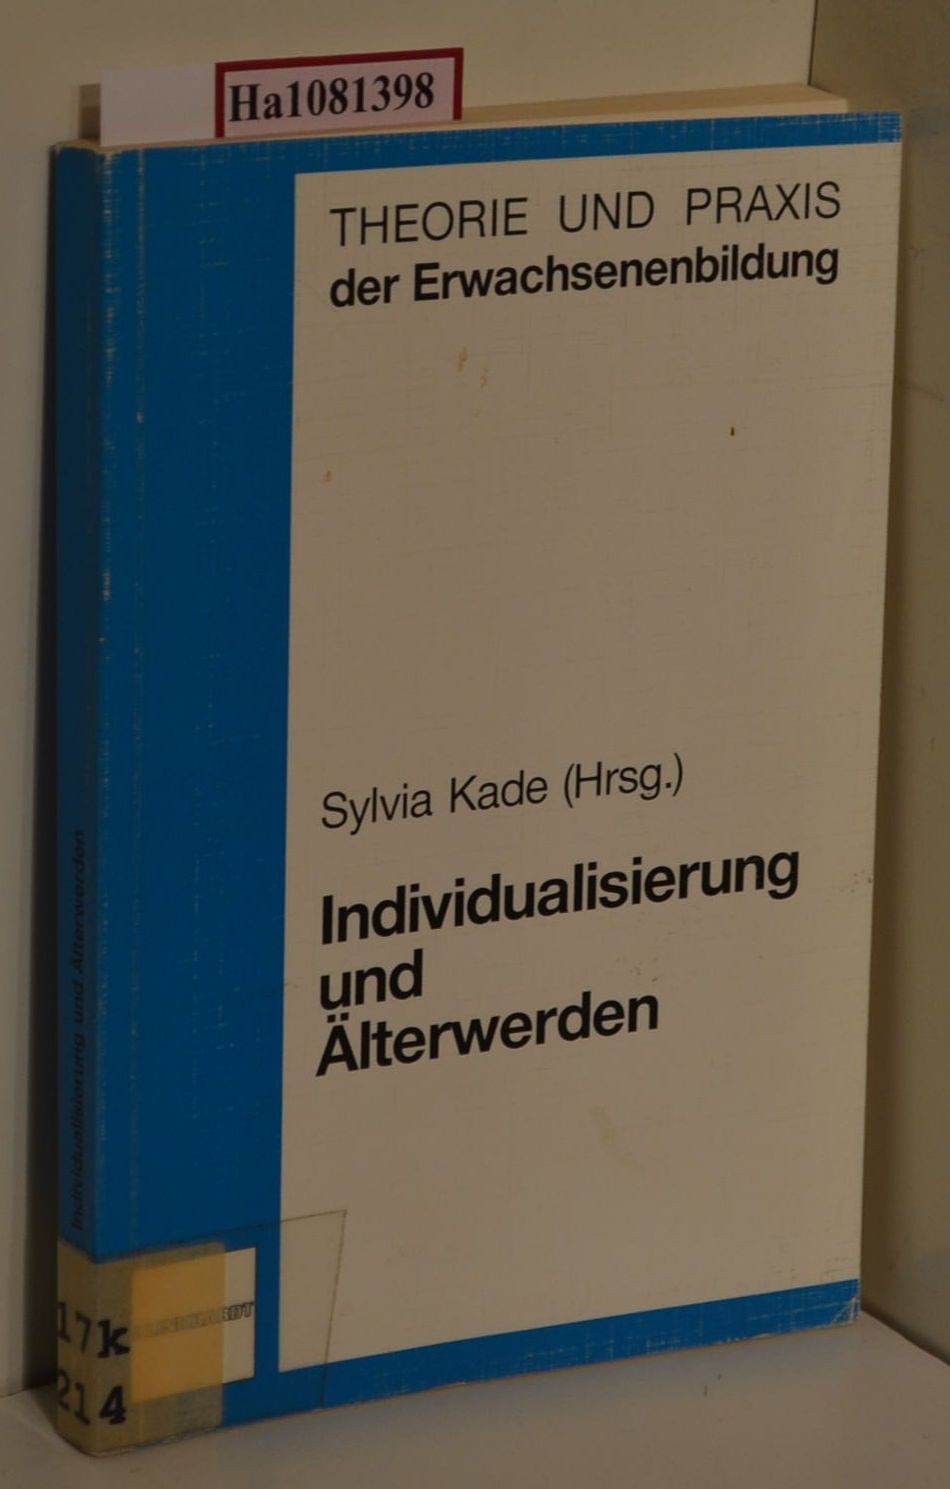 Ha1081398
THEORIE UND PRAXIS
der Erwachsenenbildung
Sylvia Kade (Hrsg.)
Individualisierung
und
Älterwerden
Individualisierung und Älterwerden
17k
214